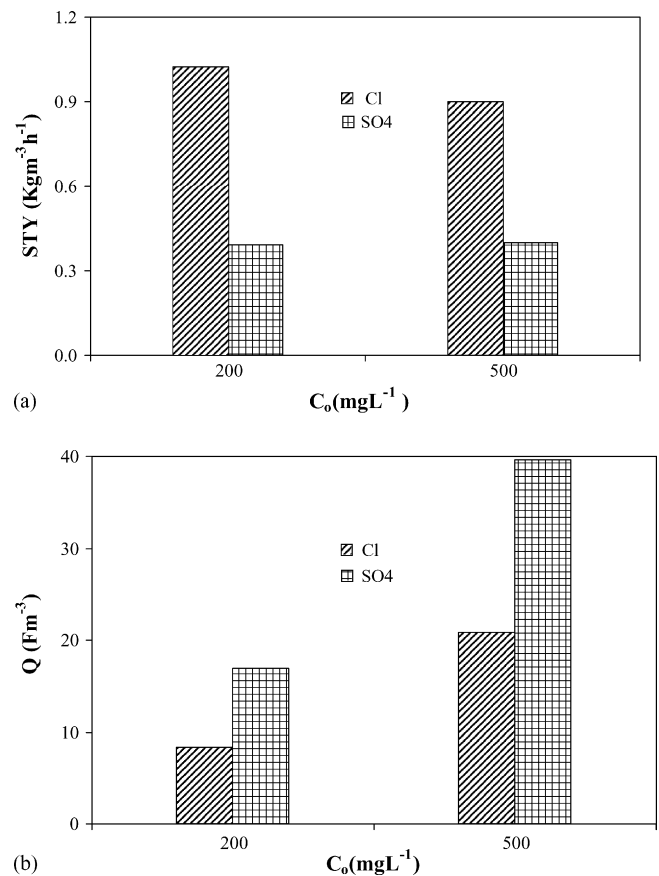 1.2
0.9
0.6
0.3
0.0
STY (Kgm⁻³h⁻¹)
Cl
SO4
200
500
(a)
Cₒ(mgL⁻¹ )
40
30
20
10
0
Q (Fm⁻³)
Cl
SO4
200
500
(b)
Cₒ(mgL⁻¹)